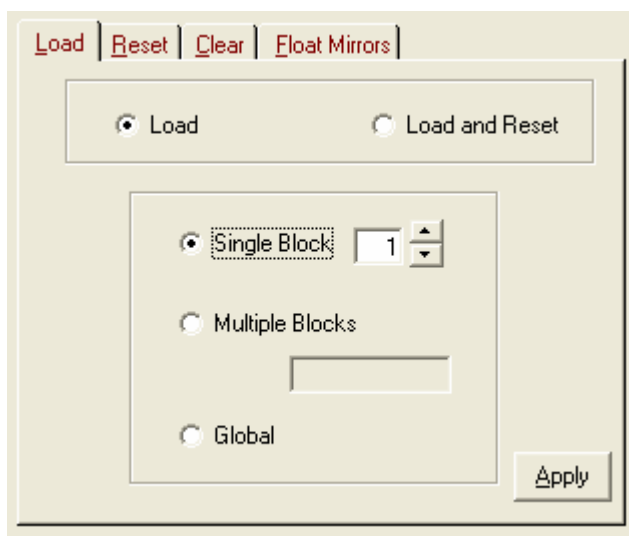 Load Reset Clear Float Mirrors
Load Load and Reset
Single Block 1
Multiple Blocks
Global
Apply